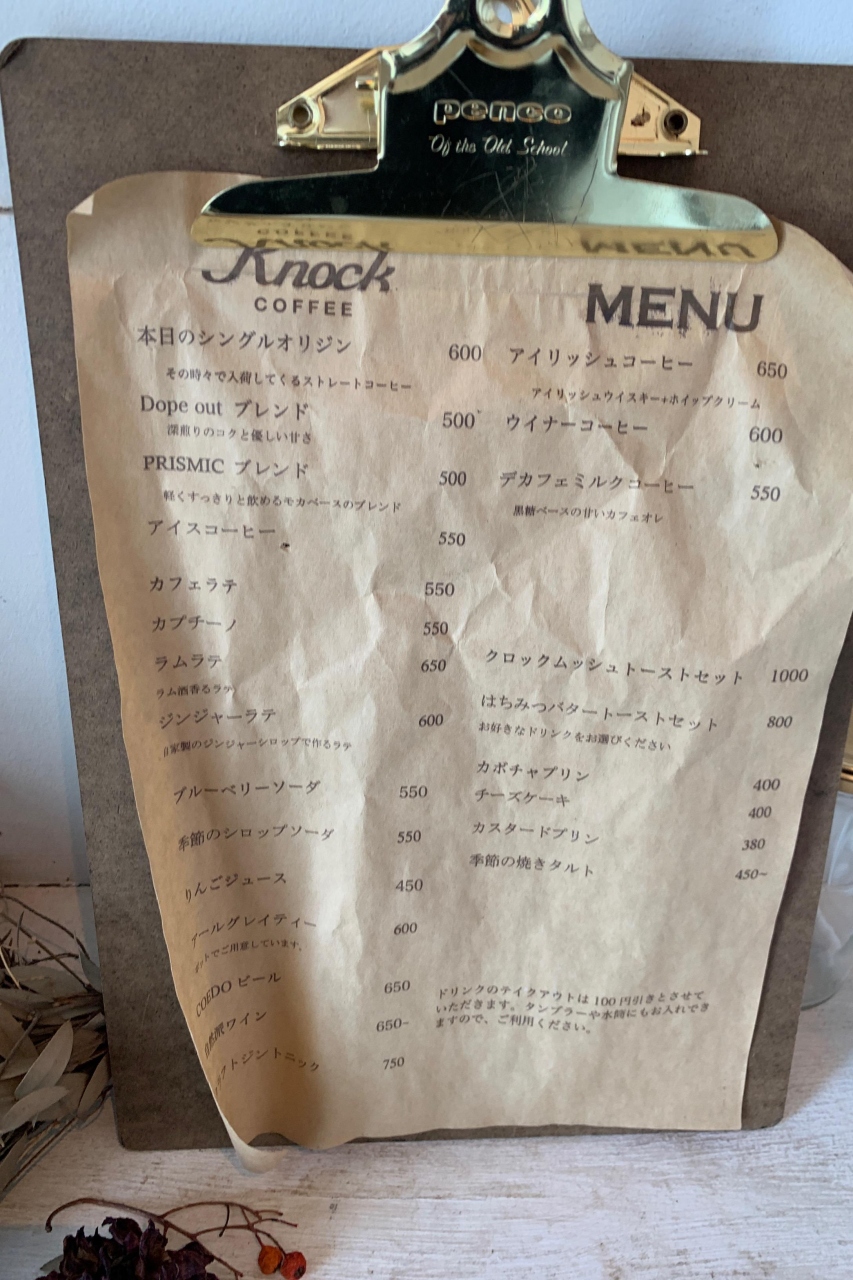 penco
Of the Old School
Knock
COFFEE
MENU
本日のシングルオリジン 600
その時々で入荷してくるストレートコーヒー
Dope out ブレンド 500
深煎りのコクと優しい甘さ
PRISMIC ブレンド 500
軽くすっきりと飲めるモカベースのブレンド
アイスコーヒー 550
カフェラテ 550
カプチーノ 550
ラムラテ 650
ラム酒香るラテ
ジンジャーラテ 600
自家製のジンジャーシロップで作るラテ
ブルーベリーソーダ 550
季節のシロップソーダ 550
りんごジュース 450
アールグレイティー 600
ポットでご用意しています。
COEDO ビール 650
自然派ワイン 650~
クラフトジントニック 750
アイリッシュコーヒー 650
アイリッシュウイスキー+ホイップクリーム
ウイナーコーヒー 600
デカフェミルクコーヒー 550
黒糖ベースの甘いカフェオレ
クロックムッシュトーストセット 1000
はちみつバタートーストセット 800
お好きなドリンクをお選びください
カボチャプリン 400
チーズケーキ 400
カスタードプリン 380
季節の焼きタルト 450~
ドリンクのテイクアウトは 100 円引きとさせて
いただきます。タンブラーや水筒にもお入れでき
ますので、ご利用ください。